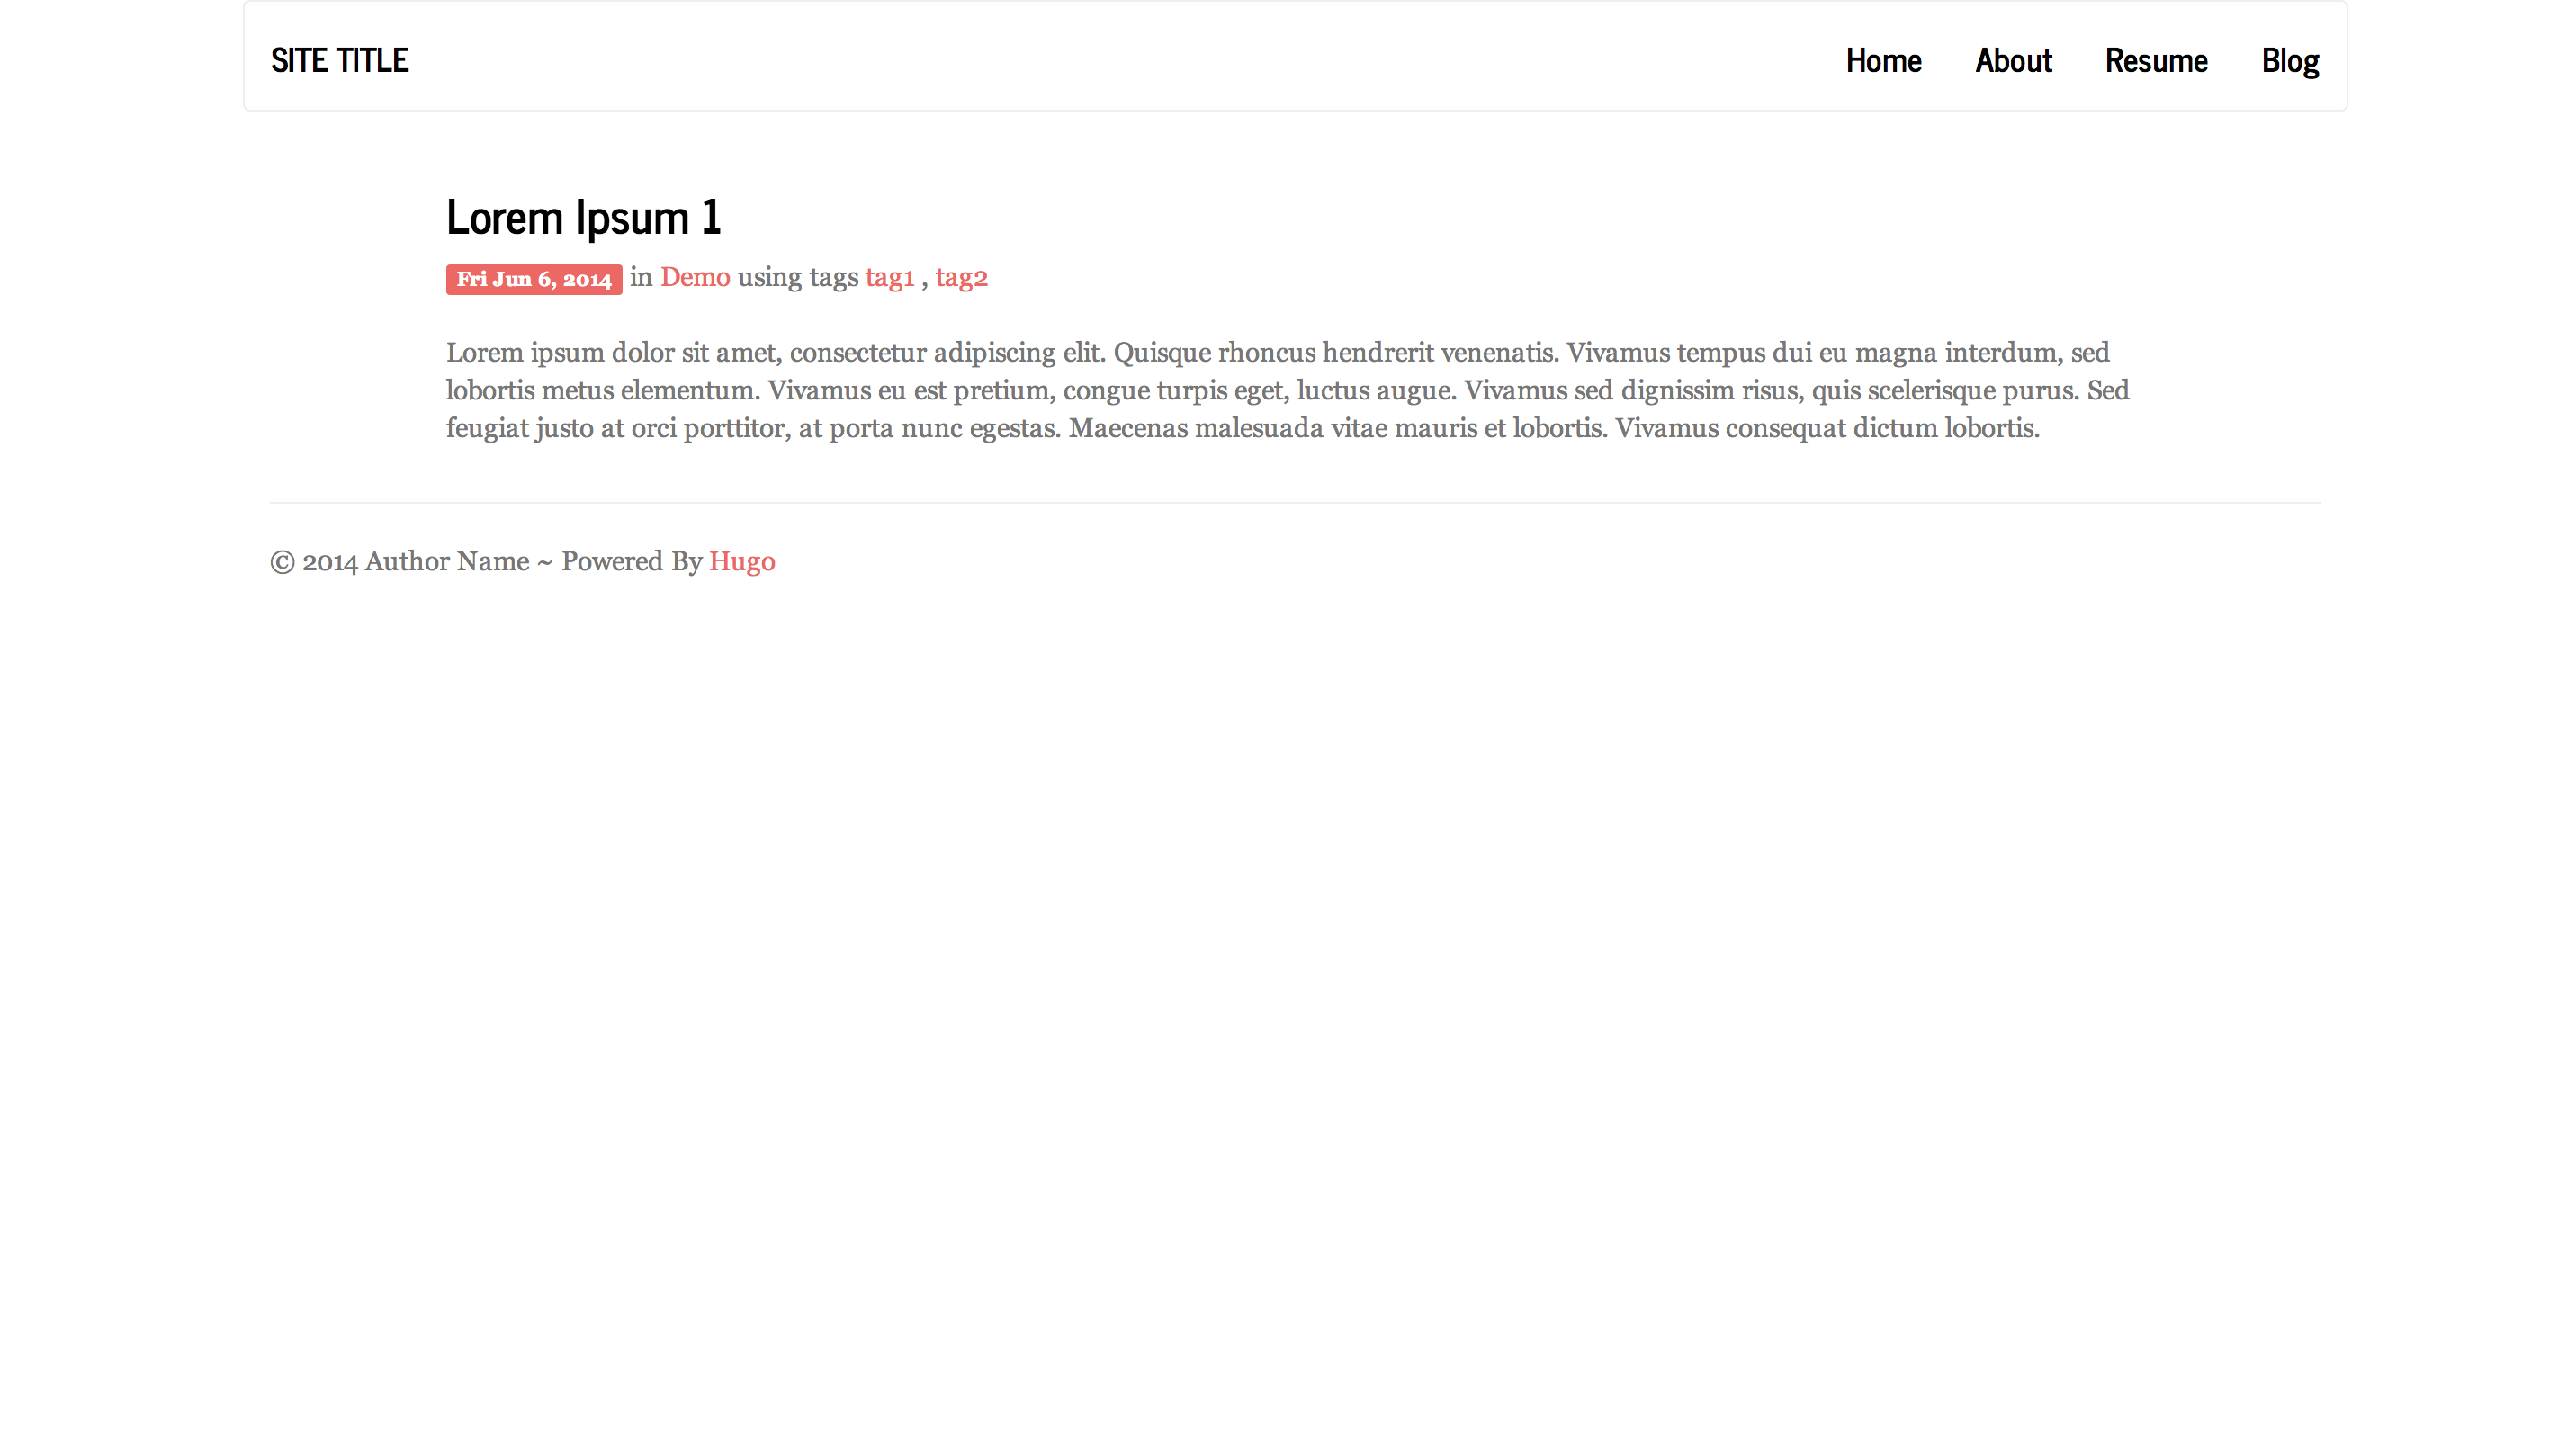 SITE TITLE
Home About Resume Blog
Lorem Ipsum 1
Fri Jun 6, 2014 in Demo using tags tag1 , tag2
Lorem ipsum dolor sit amet, consectetur adipiscing elit. Quisque rhoncus hendrerit venenatis. Vivamus tempus dui eu magna interdum, sed
lobortis metus elementum. Vivamus eu est pretium, congue turpis eget, luctus augue. Vivamus sed dignissim risus, quis scelerisque purus. Sed
feugiat justo at orci porttitor, at porta nunc egestas. Maecenas malesuada vitae mauris et lobortis. Vivamus consequat dictum lobortis.
© 2014 Author Name ~ Powered By Hugo